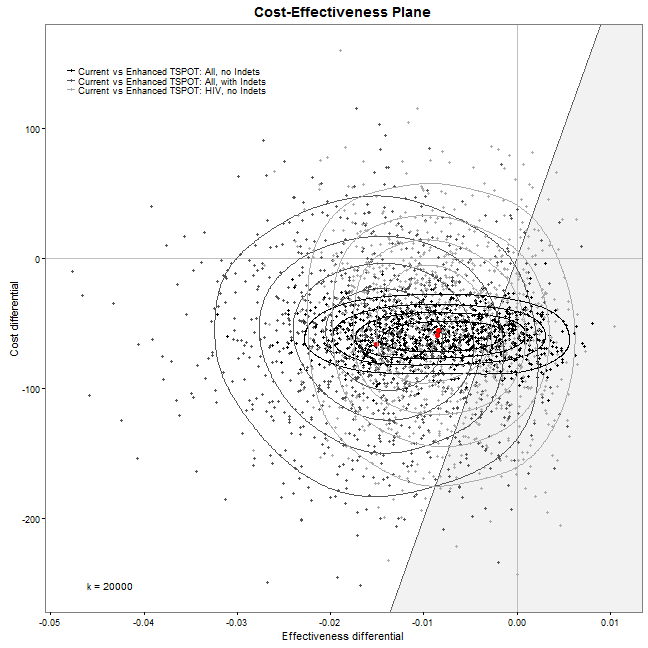 Cost-Effectiveness Plane
Current vs Enhanced TSPOT: All, no Indets
Current vs Enhanced TSPOT: All, with Indets
Current vs Enhanced TSPOT: HIV, no Indets
100
0
-100
-200
Cost differential
k = 20000
-0.05 -0.04 -0.03 -0.02 -0.01 0.00 0.01
Effectiveness differential